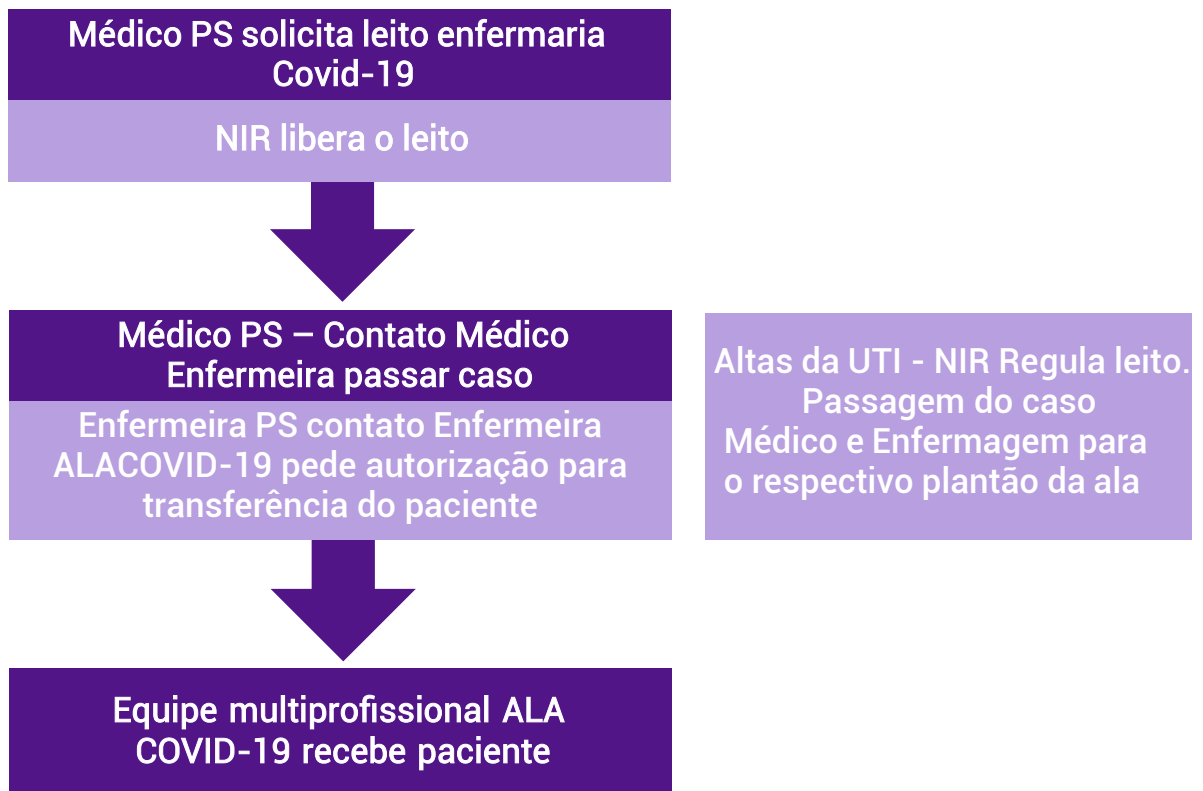 Médico PS solicita leito enfermaria
Covid-19
NIR libera o leito
Médico PS – Contato Médico
Enfermeira passar caso
Enfermeira PS contato Enfermeira
ALACOVID-19 pede autorização para
transferência do paciente
Altas da UTI - NIR Regula leito.
Passagem do caso
Médico e Enfermagem para
o respectivo plantão da ala
Equipe multiprofissional ALA
COVID-19 recebe paciente